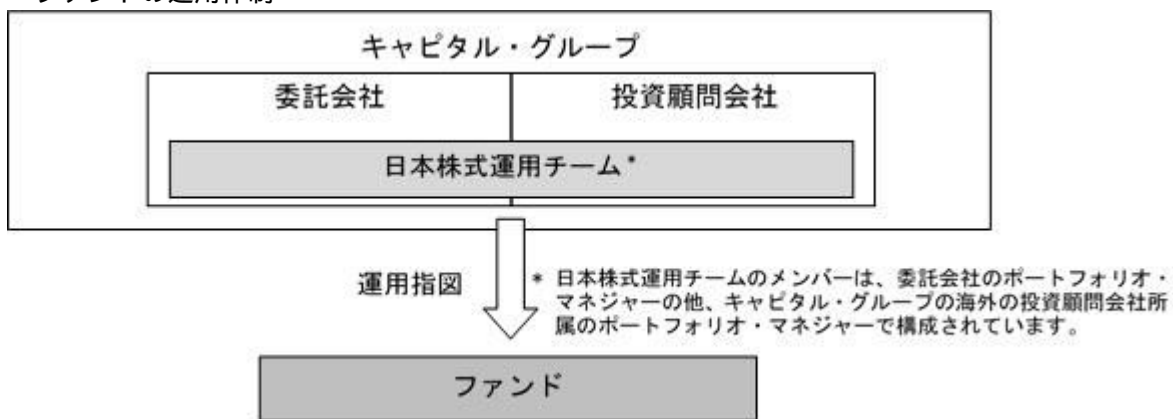 キャピタル・グループ
委託会社
投資顧問会社
日本株式運用チーム*
運用指図
* 日本株式運用チームのメンバーは、委託会社のポートフォリオ・
マネジャーの他、キャピタル・グループの海外の投資顧問会社所
属のポートフォリオ・マネジャーで構成されています。
ファンド